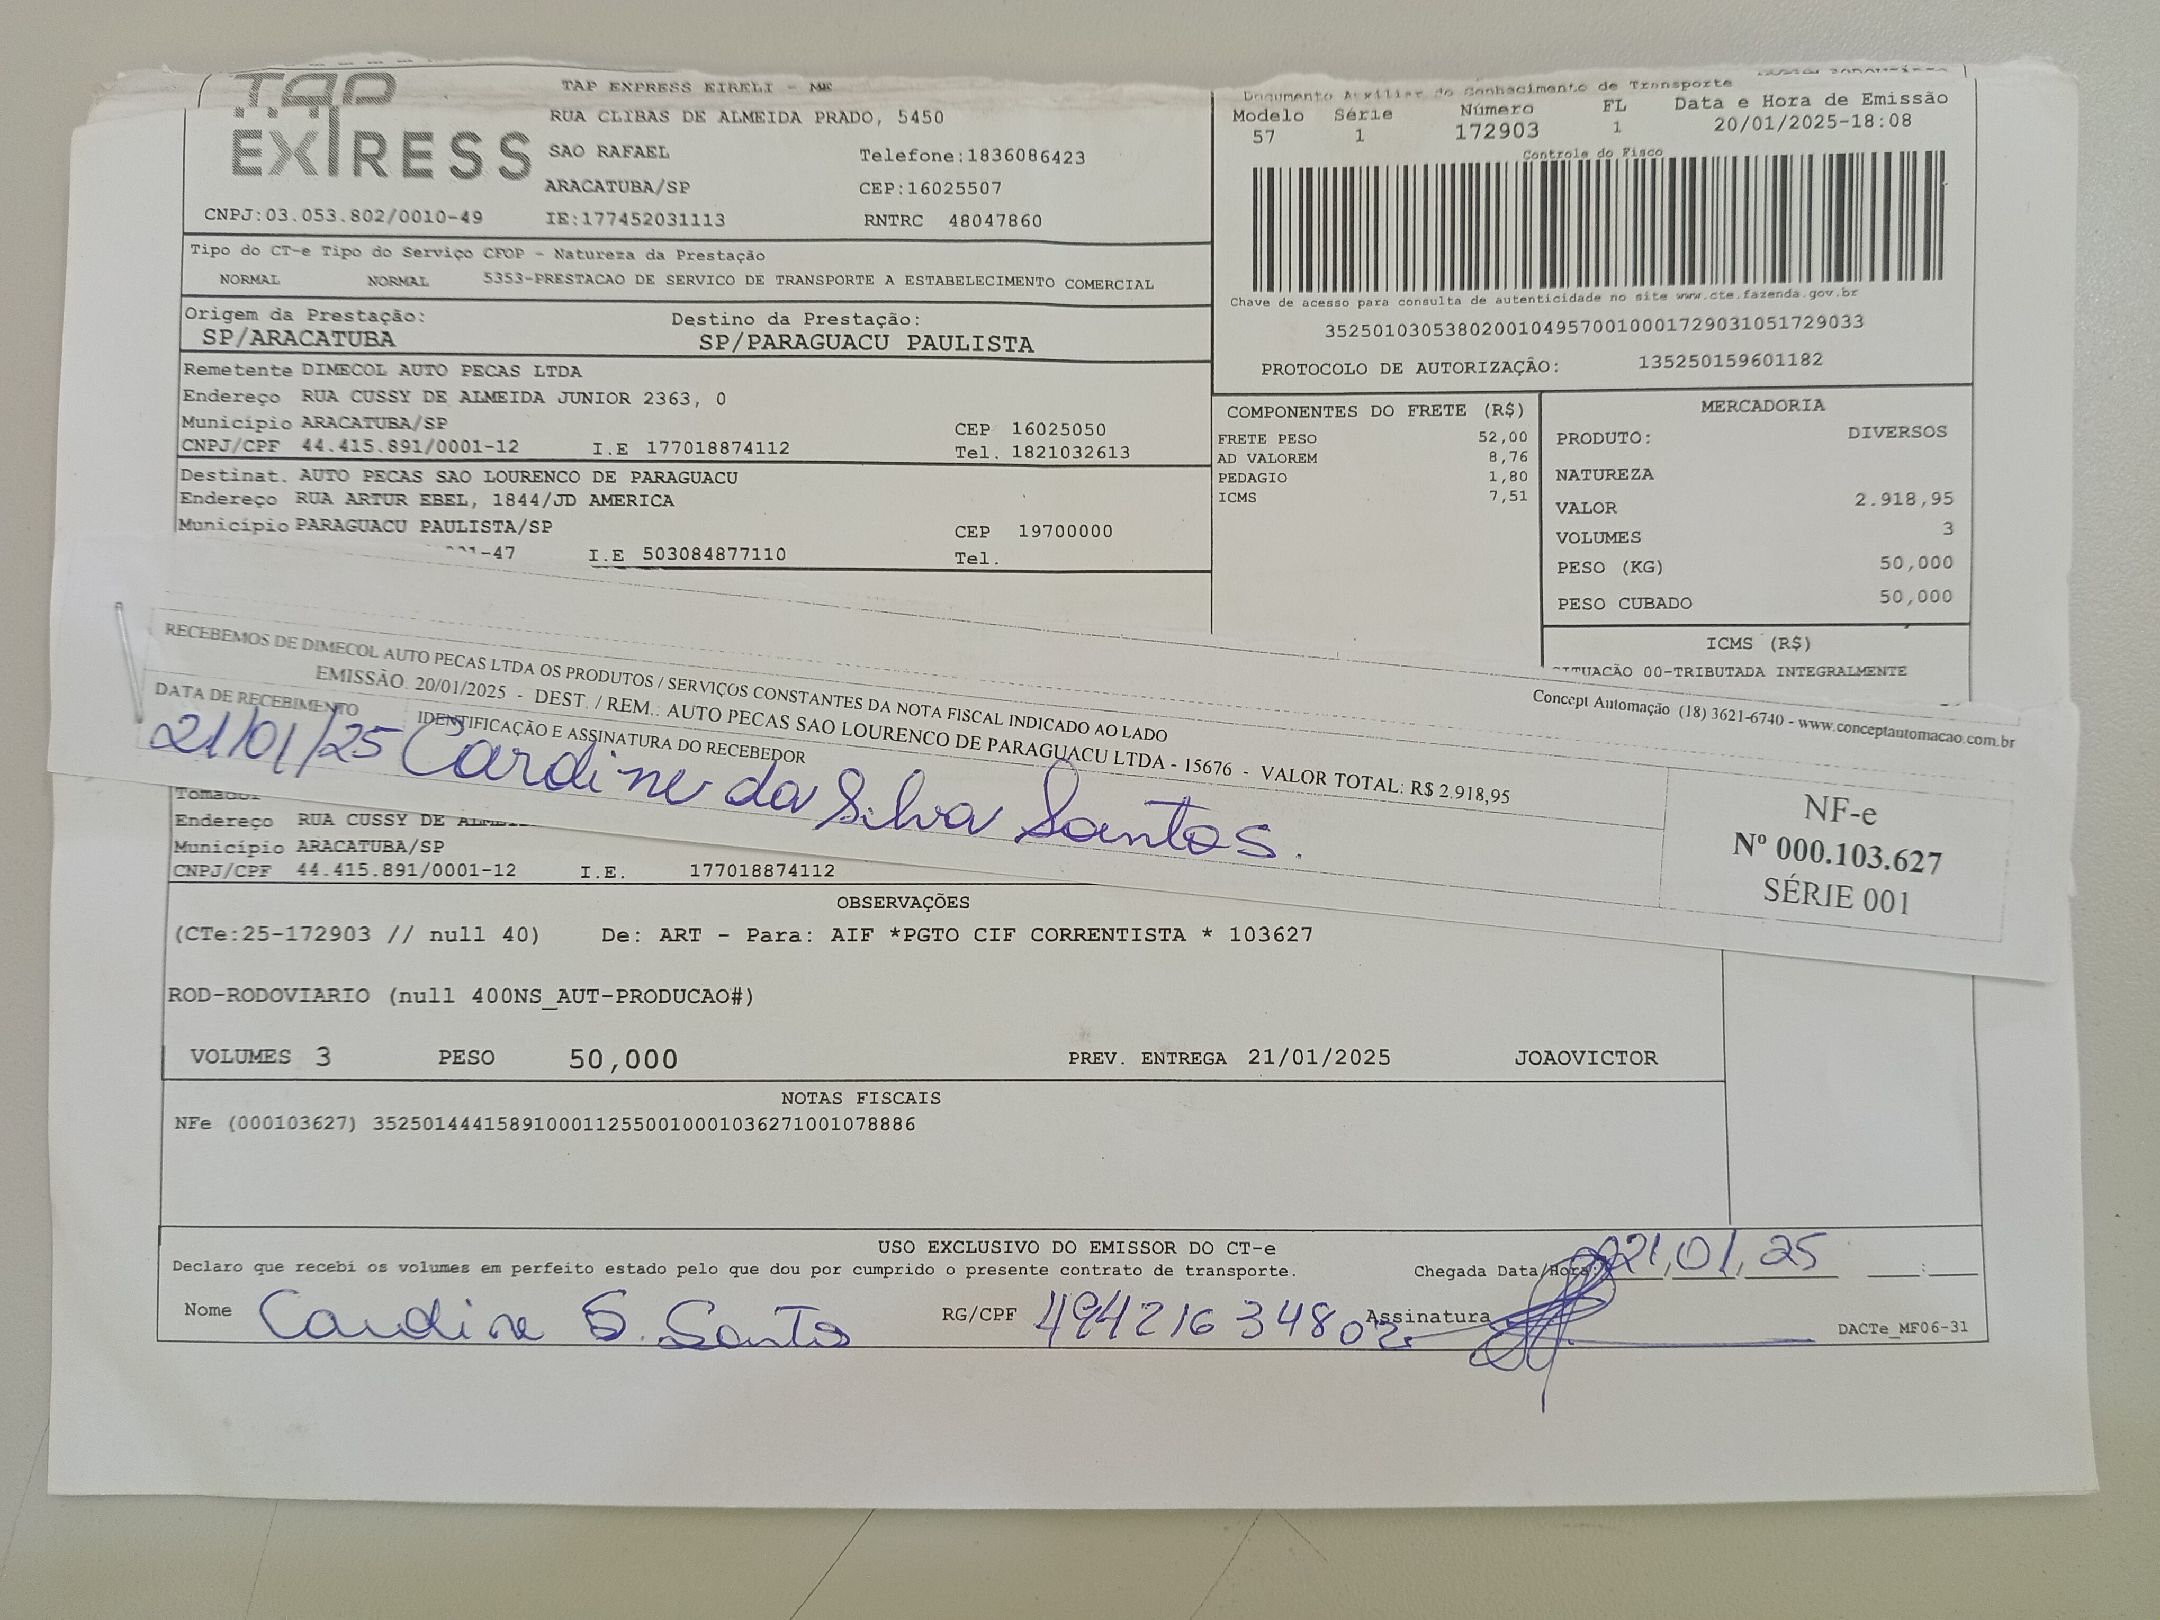 TAP EXPRESS
TAP EXPRESS EIRELI - ME
RUA CLIBAS DE ALMEIDA PRADO, 5450
SAO RAFAEL Telefone:1836086423
ARACATUBA/SP CEP:16025507
CNPJ:03.053.802/0010-49 IE:177452031113 RNTRC 48047860
Documento Auxiliar do Conhecimento de Transporte
Modelo Série Número FL Data e Hora de Emissão
57 1 172903 1 20/01/2025-18:08
Controle do Fisco
Chave de acesso para consulta de autenticidade no site www.cte.fazenda.gov.br
35250103053802001049570010001729031051729033
PROTOCOLO DE AUTORIZAÇÃO: 135250159601182
Tipo do CT-e Tipo do Serviço CFOP - Natureza da Prestação
NORMAL NORMAL 5353-PRESTACAO DE SERVICO DE TRANSPORTE A ESTABELECIMENTO COMERCIAL
Origem da Prestação: Destino da Prestação:
SP/ARACATUBA SP/PARAGUACU PAULISTA
Remetente DIMECOL AUTO PECAS LTDA
Endereço RUA CUSSY DE ALMEIDA JUNIOR 2363, 0
Município ARACATUBA/SP CEP 16025050
CNPJ/CPF 44.415.891/0001-12 I.E 177018874112 Tel. 1821032613
Destinat. AUTO PECAS SAO LOURENCO DE PARAGUACU
Endereço RUA ARTUR EBEL, 1844/JD AMERICA
Município PARAGUACU PAULISTA/SP CEP 19700000
-47 I.E 503084877110 Tel.
COMPONENTES DO FRETE (R$)
FRETE PESO 52,00
AD VALOREM 8,76
PEDAGIO 1,80
ICMS 7,51
MERCADORIA
PRODUTO: DIVERSOS
NATUREZA
VALOR 2.918,95
VOLUMES 3
PESO (KG) 50,000
PESO CUBADO 50,000
ICMS (R$)
00-TRIBUTADA INTEGRALMENTE
Concept Automação (18) 3621-6740 - www.conceptautomacao.com.br
RECEBEMOS DE DIMECOL AUTO PECAS LTDA OS PRODUTOS / SERVIÇOS CONSTANTES DA NOTA FISCAL INDICADO AO LADO
EMISSÃO: 20/01/2025 - DEST. / REM.: AUTO PECAS SAO LOURENCO DE PARAGUACU LTDA - 15676 - VALOR TOTAL: R$ 2.918,95
DATA DE RECEBIMENTO IDENTIFICAÇÃO E ASSINATURA DO RECEBEDOR
21/01/25 Cardine da Silva Santos.
NF-e
Nº 000.103.627
SÉRIE 001
Tomador
Endereço RUA CUSSY DE
Município ARACATUBA/SP
CNPJ/CPF 44.415.891/0001-12 I.E. 177018874112
OBSERVAÇÕES
(CTe:25-172903 // null 40) De: ART - Para: AIF *PGTO CIF CORRENTISTA * 103627
ROD-RODOVIARIO (null 400NS_AUT-PRODUCAO#)
VOLUMES 3 PESO 50,000 PREV. ENTREGA 21/01/2025 JOAOVICTOR
NOTAS FISCAIS
NFe (000103627) 35250144415891000112550010001036271001078886
USO EXCLUSIVO DO EMISSOR DO CT-e
Declaro que recebi os volumes em perfeito estado pelo que dou por cumprido o presente contrato de transporte. Chegada Data/Hora: 21/01/25
Nome Cardine S. Santos RG/CPF 49421634802 Assinatura
DACTe_MF06-31